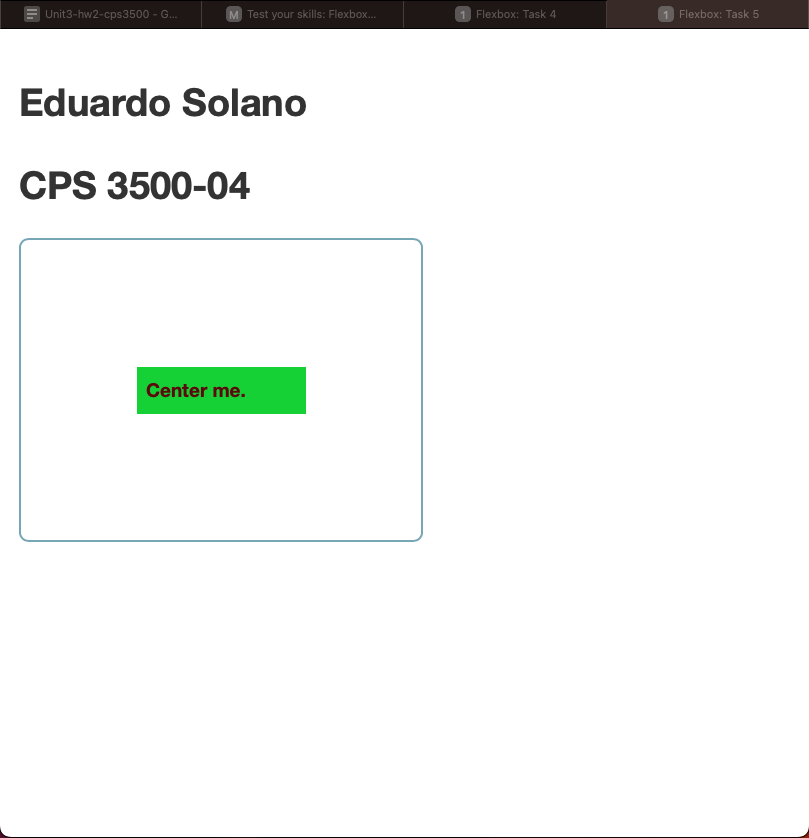 Unit3-hw2-cps3500 - G...
M Test your skills: Flexbox...
1 Flexbox: Task 4
1 Flexbox: Task 5
Eduardo Solano
CPS 3500-04
Center me.